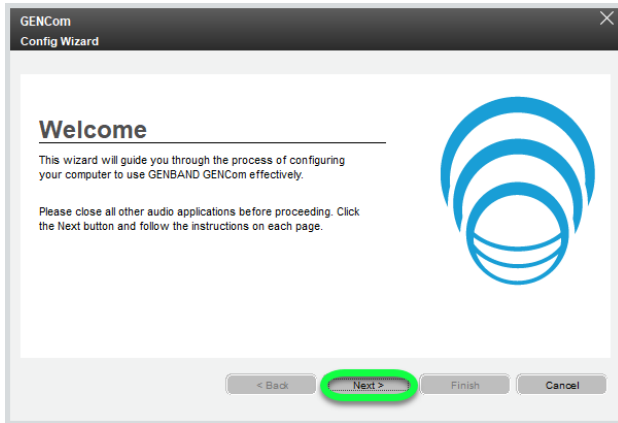 GENCom
Config Wizard
Welcome
This wizard will guide you through the process of configuring
your computer to use GENBAND GENCom effectively.
Please close all other audio applications before proceeding. Click
the Next button and follow the instructions on each page.
< Back
Next >
Finish
Cancel